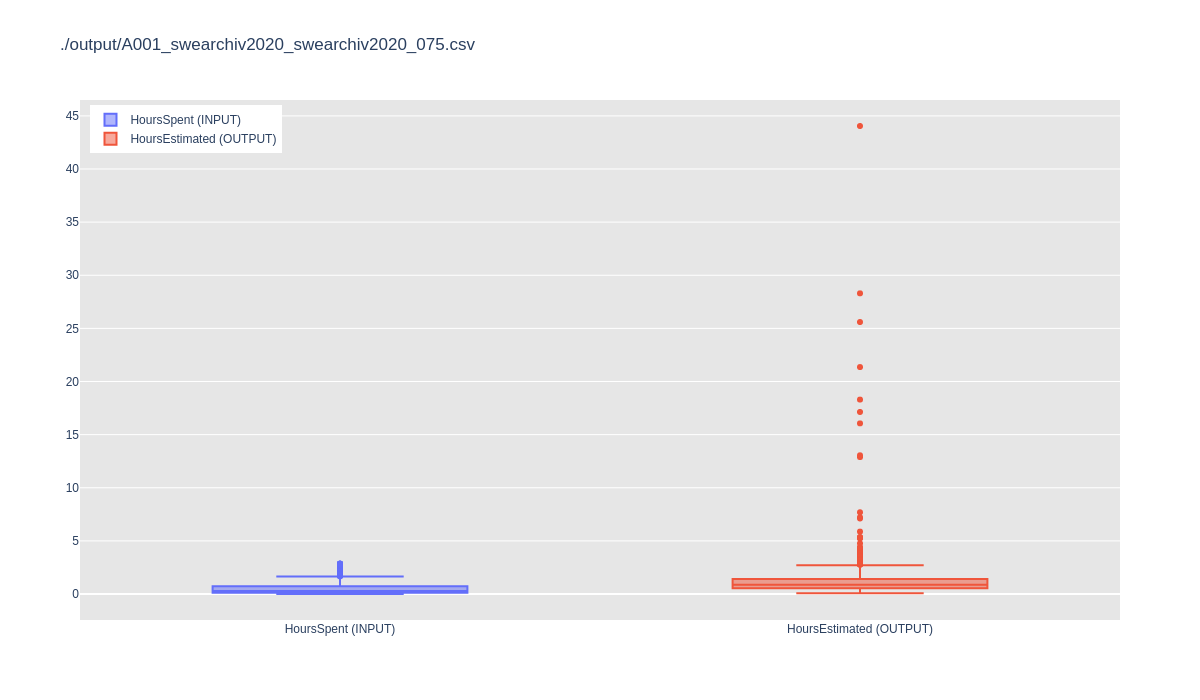 ./output/A001_swearchiv2020_swearchiv2020_075.csv
HoursSpent (INPUT)
HoursEstimated (OUTPUT)
45
40
35
30
25
20
15
10
5
0
HoursSpent (INPUT)
HoursEstimated (OUTPUT)